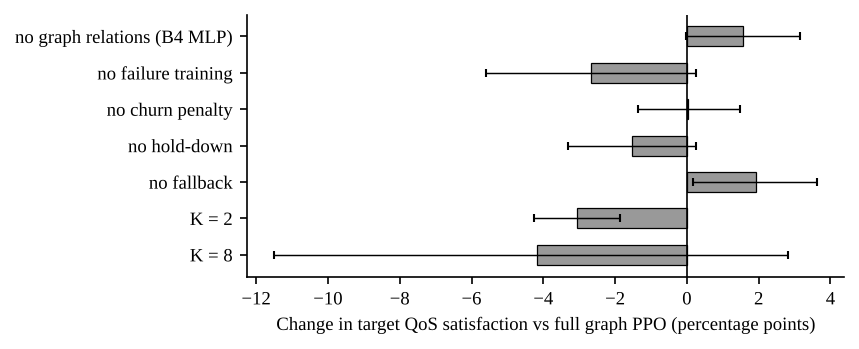 no graph relations (B4 MLP)
no failure training
no churn penalty
no hold-down
no fallback
K = 2
K = 8
−12 −10 −8 −6 −4 −2 0 2 4
Change in target QoS satisfaction vs full graph PPO (percentage points)